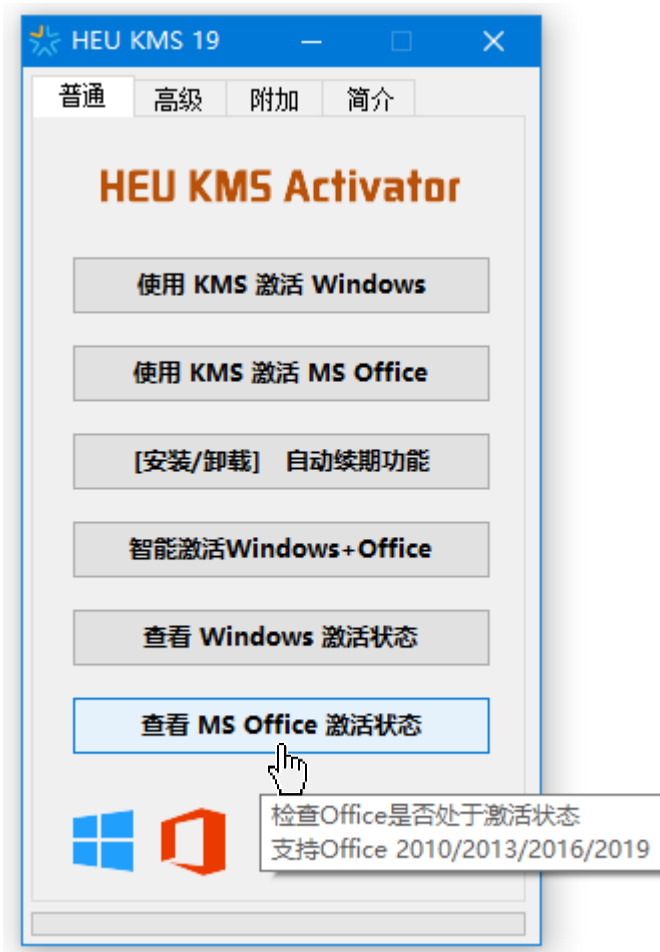 HEU KMS 19
普通 高级 附加 简介
HEU KMS Activator
使用 KMS 激活 Windows
使用 KMS 激活 MS Office
[安装/卸载] 自动续期功能
智能激活Windows+Office
查看 Windows 激活状态
查看 MS Office 激活状态
检查Office是否处于激活状态
支持Office 2010/2013/2016/2019